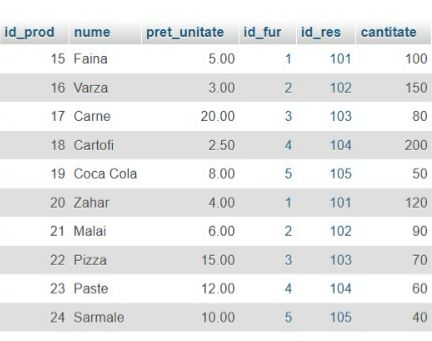 id_prod nume pret_unitate id_fur id_res cantitate
15 Faina 5.00 1 101 100
16 Varza 3.00 2 102 150
17 Carne 20.00 3 103 80
18 Cartofi 2.50 4 104 200
19 Coca Cola 8.00 5 105 50
20 Zahar 4.00 1 101 120
21 Malai 6.00 2 102 90
22 Pizza 15.00 3 103 70
23 Paste 12.00 4 104 60
24 Sarmale 10.00 5 105 40